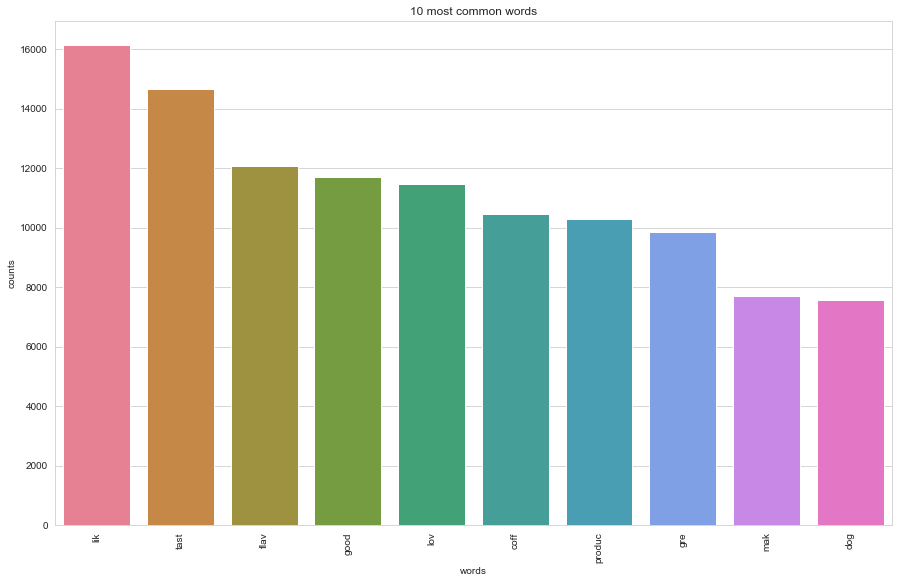 10 most common words
counts
16000
14000
12000
10000
8000
6000
4000
2000
0
lik
tast
flav
good
lov
coff
produc
gre
mak
dog
words